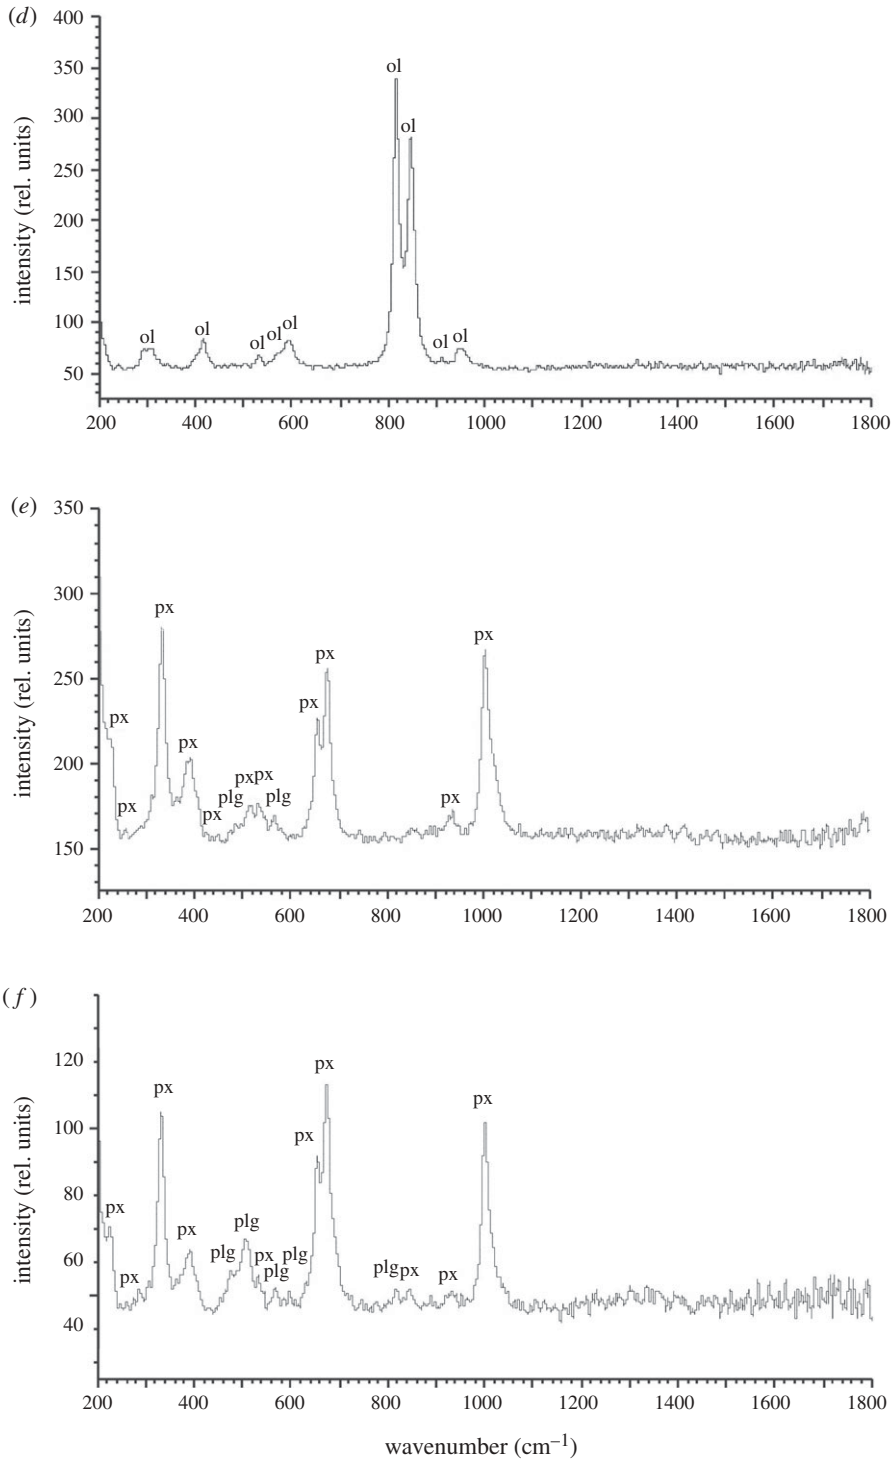 (d)
intensity (rel. units)
400
350
300
250
200
150
100
50
ol
ol
ol
ol
ol
ol
ol
ol
ol
200 400 600 800 1000 1200 1400 1600 1800
(e)
intensity (rel. units)
350
300
250
200
150
px
px
px
px
px
plg
px
px
plg
px
px
px
px
200 400 600 800 1000 1200 1400 1600 1800
(f)
intensity (rel. units)
120
100
80
60
40
px
px
px
px
plg
plg
px
plg
plg
px
px
plg
px
px
px
200 400 600 800 1000 1200 1400 1600 1800
wavenumber (cm–1)